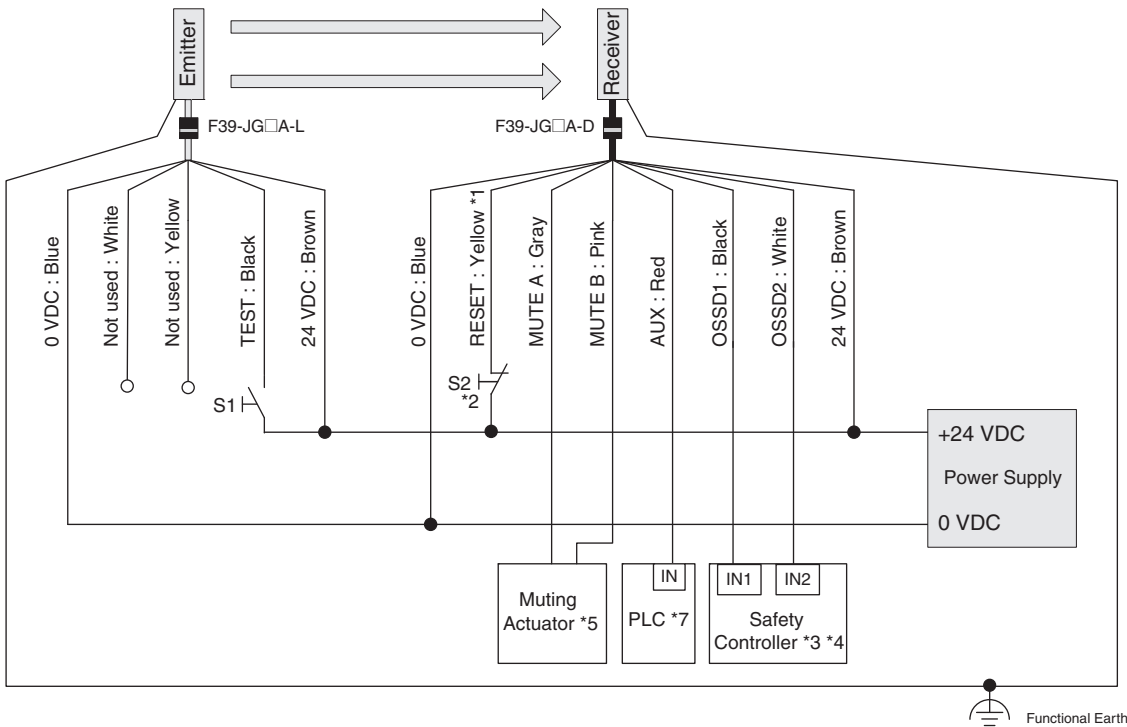 Emitter
Receiver
F39-JG□A-L
F39-JG□A-D
0 VDC : Blue
Not used : White
Not used : Yellow
TEST : Black
24 VDC : Brown
0 VDC : Blue
RESET : Yellow *1
MUTE A : Gray
MUTE B : Pink
AUX : Red
OSSD1 : Black
OSSD2 : White
24 VDC : Brown
S1
S2
*2
+24 VDC
Power Supply
0 VDC
Muting
Actuator *5
IN
PLC *7
IN1
IN2
Safety
Controller *3 *4
Functional Earth